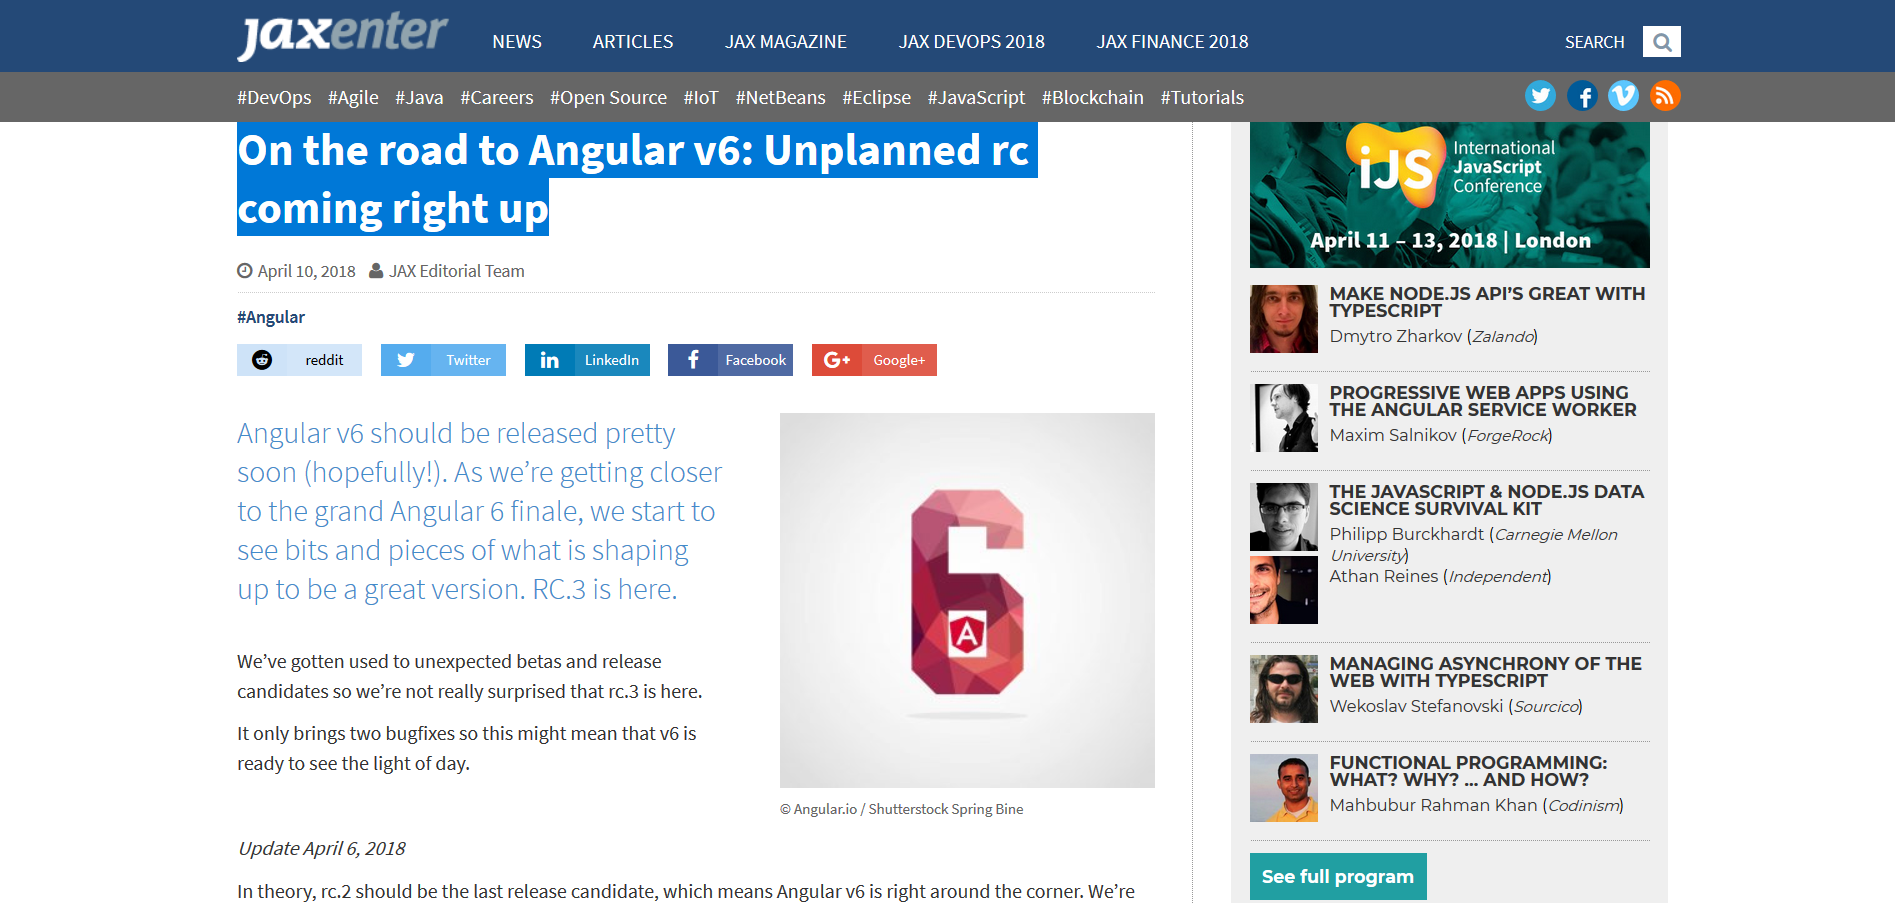 jaxenter
NEWS ARTICLES JAX MAGAZINE JAX DEVOPS 2018 JAX FINANCE 2018 SEARCH
#DevOps #Agile #Java #Careers #Open Source #IoT #NetBeans #Eclipse #JavaScript #Blockchain #Tutorials
On the road to Angular v6: Unplanned rc
coming right up
April 10, 2018 JAX Editorial Team
#Angular
reddit Twitter LinkedIn Facebook Google+
Angular v6 should be released pretty
soon (hopefully!). As we’re getting closer
to the grand Angular 6 finale, we start to
see bits and pieces of what is shaping
up to be a great version. RC.3 is here.
We’ve gotten used to unexpected betas and release
candidates so we’re not really surprised that rc.3 is here.
It only brings two bugfixes so this might mean that v6 is
ready to see the light of day.
6
A
© Angular.io / Shutterstock Spring Bine
Update April 6, 2018
In theory, rc.2 should be the last release candidate, which means Angular v6 is right around the corner. We’re
iJS
International
JavaScript
Conference
April 11 – 13, 2018 | London
MAKE NODE.JS API’S GREAT WITH
TYPESCRIPT
Dmytro Zharkov (Zalando)
PROGRESSIVE WEB APPS USING
THE ANGULAR SERVICE WORKER
Maxim Salnikov (ForgeRock)
THE JAVASCRIPT & NODE.JS DATA
SCIENCE SURVIVAL KIT
Philipp Burckhardt (Carnegie Mellon
University)
Athan Reines (Independent)
MANAGING ASYNCHRONY OF THE
WEB WITH TYPESCRIPT
Wekoslav Stefanovski (Sourcico)
FUNCTIONAL PROGRAMMING:
WHAT? WHY? ... AND HOW?
Mahbubur Rahman Khan (Codinism)
See full program